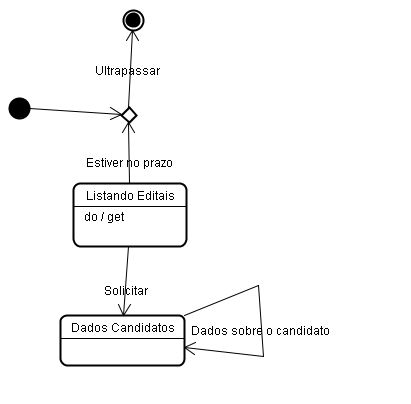 Ultrapassar
Estiver no prazo
Listando Editais
do / get
Solicitar
Dados Candidatos
Dados sobre o candidato